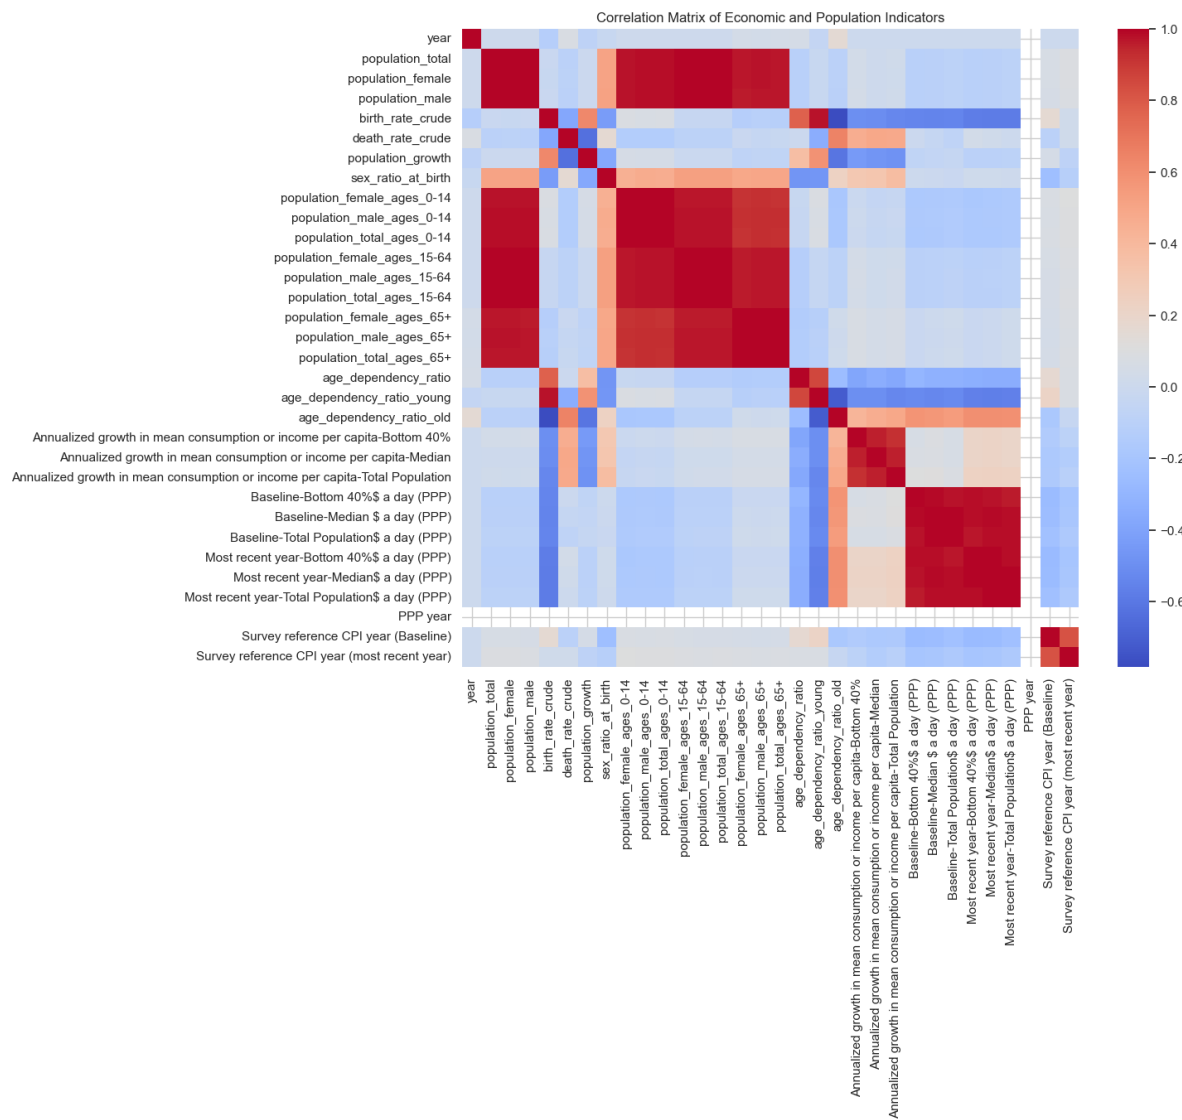 Correlation Matrix of Economic and Population Indicators
year
population_total
population_female
population_male
birth_rate_crude
death_rate_crude
population_growth
sex_ratio_at_birth
population_female_ages_0-14
population_male_ages_0-14
population_total_ages_0-14
population_female_ages_15-64
population_male_ages_15-64
population_total_ages_15-64
population_female_ages_65+
population_male_ages_65+
population_total_ages_65+
age_dependency_ratio
age_dependency_ratio_young
age_dependency_ratio_old
Annualized growth in mean consumption or income per capita-Bottom 40%
Annualized growth in mean consumption or income per capita-Median
Annualized growth in mean consumption or income per capita-Total Population
Baseline-Bottom 40%$ a day (PPP)
Baseline-Median $ a day (PPP)
Baseline-Total Population$ a day (PPP)
Most recent year-Bottom 40%$ a day (PPP)
Most recent year-Median$ a day (PPP)
Most recent year-Total Population$ a day (PPP)
PPP year
Survey reference CPI year (Baseline)
Survey reference CPI year (most recent year)
year
population_total
population_female
population_male
birth_rate_crude
death_rate_crude
population_growth
sex_ratio_at_birth
population_female_ages_0-14
population_male_ages_0-14
population_total_ages_0-14
population_female_ages_15-64
population_male_ages_15-64
population_total_ages_15-64
population_female_ages_65+
population_male_ages_65+
population_total_ages_65+
age_dependency_ratio
age_dependency_ratio_young
age_dependency_ratio_old
Annualized growth in mean consumption or income per capita-Bottom 40%
Annualized growth in mean consumption or income per capita-Median
Annualized growth in mean consumption or income per capita-Total Population
Baseline-Bottom 40%$ a day (PPP)
Baseline-Median $ a day (PPP)
Baseline-Total Population$ a day (PPP)
Most recent year-Bottom 40%$ a day (PPP)
Most recent year-Median$ a day (PPP)
Most recent year-Total Population$ a day (PPP)
PPP year
Survey reference CPI year (Baseline)
Survey reference CPI year (most recent year)
1.0
0.8
0.6
0.4
0.2
0.0
−0.2
−0.4
−0.6